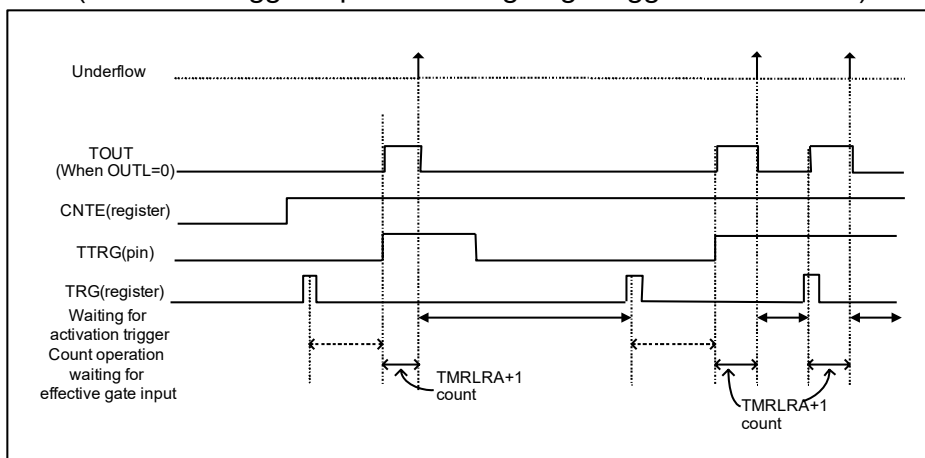 Underflow
TOUT
(When OUTL=0)
CNTE(register)
TTRG(pin)
TRG(register)
Waiting for
activation trigger
Count operation
waiting for
effective gate input
TMRLRA+1
count
TMRLRA+1
count